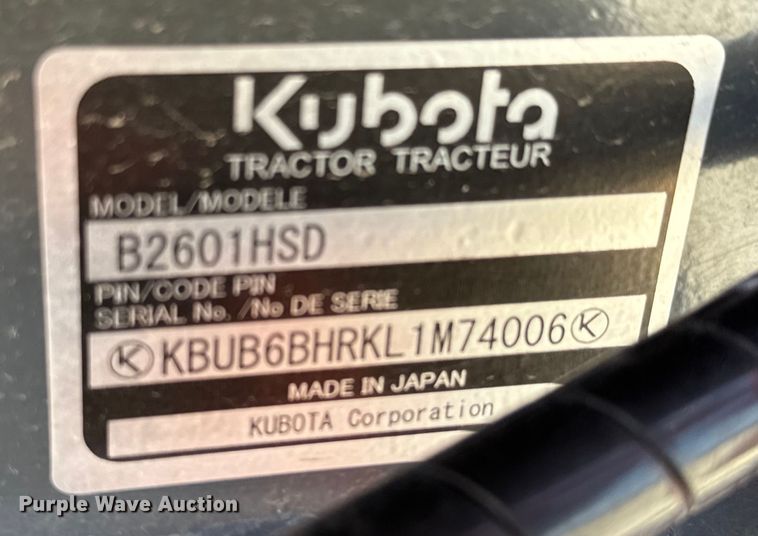 Kubota
TRACTOR TRACTEUR
MODEL/MODELE
B2601HSD
PIN/CODE PIN
SERIAL No. /No DE SERIE
KBUB6BHRKL1M74006
MADE IN JAPAN
KUBOTA Corporation
Purple Wave Auction